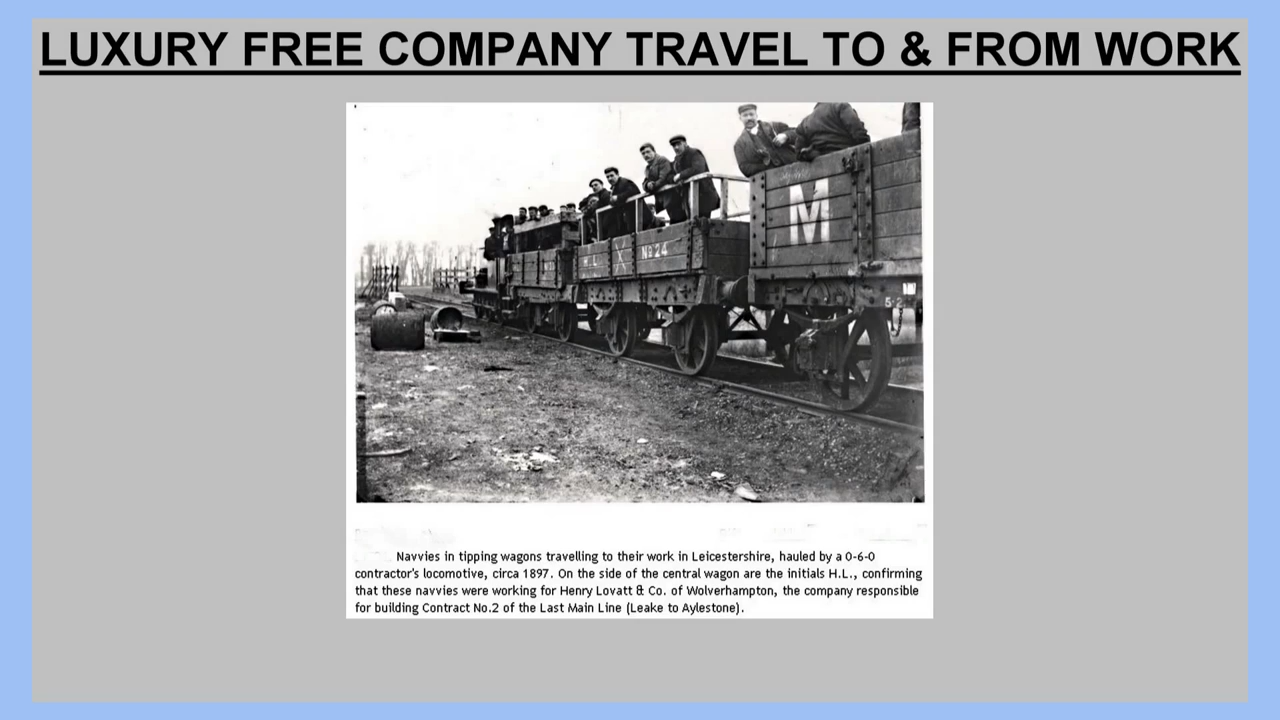 LUXURY FREE COMPANY TRAVEL TO & FROM WORK
M
H.L X No 24
5·2
Navvies in tipping wagons travelling to their work in Leicestershire, hauled by a 0-6-0
contractor's locomotive, circa 1897. On the side of the central wagon are the initials H.L., confirming
that these navvies were working for Henry Lovatt & Co. of Wolverhampton, the company responsible
for building Contract No.2 of the Last Main Line (Leake to Aylestone).